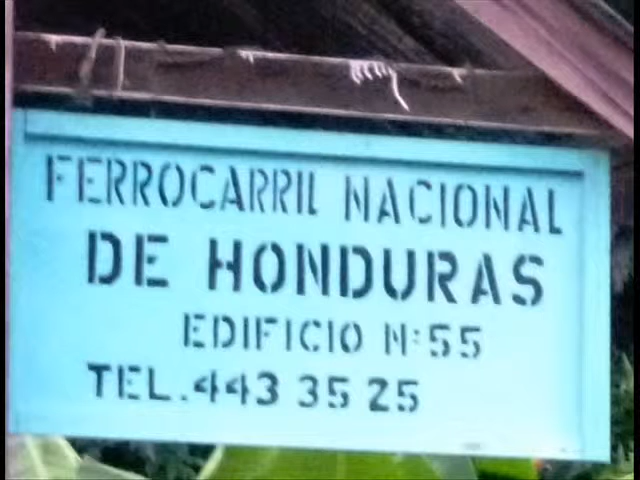 FERROCARRIL NACIONAL
DE HONDURAS
EDIFICIO N:55
TEL.443 35 25